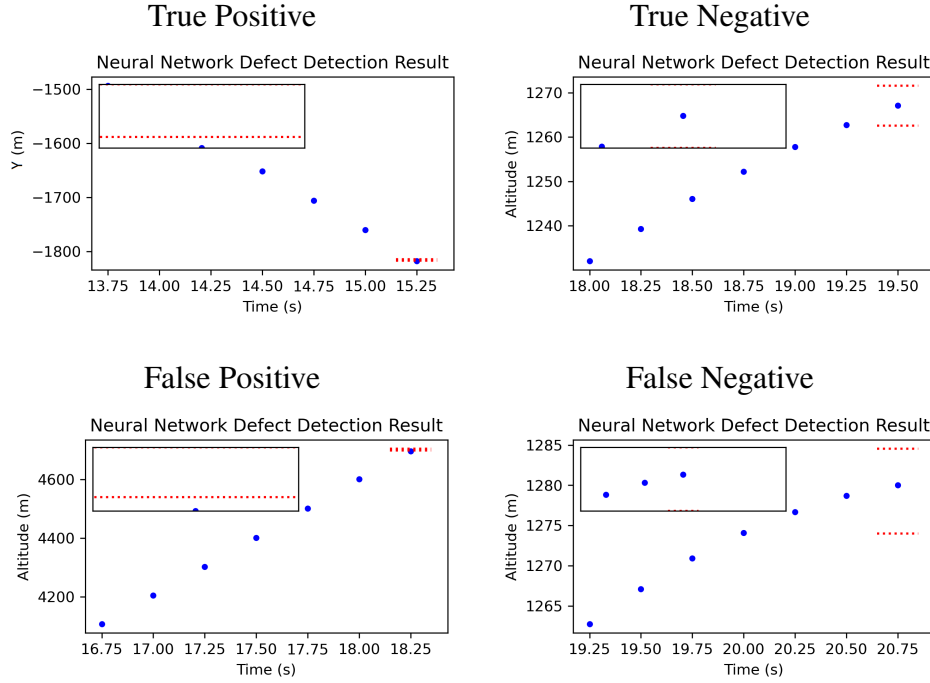 True Positive
True Negative
Neural Network Defect Detection Result
Y (m)
−1500
−1600
−1700
−1800
13.75 14.00 14.25 14.50 14.75 15.00 15.25
Time (s)
Neural Network Defect Detection Result
Altitude (m)
1270
1260
1250
1240
18.00 18.25 18.50 18.75 19.00 19.25 19.50
Time (s)
False Positive
False Negative
Neural Network Defect Detection Result
Altitude (m)
4600
4400
4200
16.75 17.00 17.25 17.50 17.75 18.00 18.25
Time (s)
Neural Network Defect Detection Result
Altitude (m)
1285
1280
1275
1270
1265
19.25 19.50 19.75 20.00 20.25 20.50 20.75
Time (s)